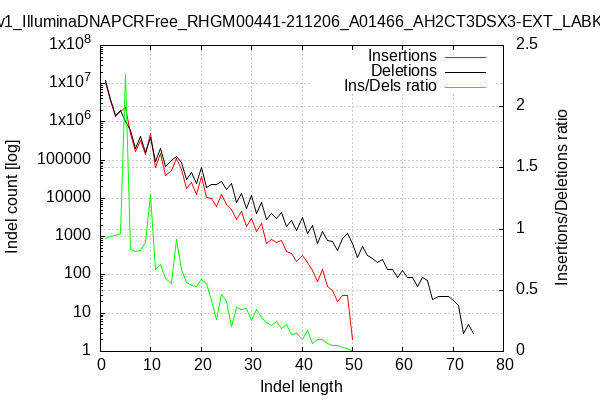 v1_IlluminaDNAPCRFree_RHGM00441-211206_A01466_AH2CT3DSX3-EXT_LABK
Insertions
Deletions
Ins/Dels ratio
Indel count [log]
1x10^8
1x10^7
1x10^6
100000
10000
1000
100
10
1
2.5
2
1.5
1
0.5
0
Insertions/Deletions ratio
0 10 20 30 40 50 60 70 80
Indel length